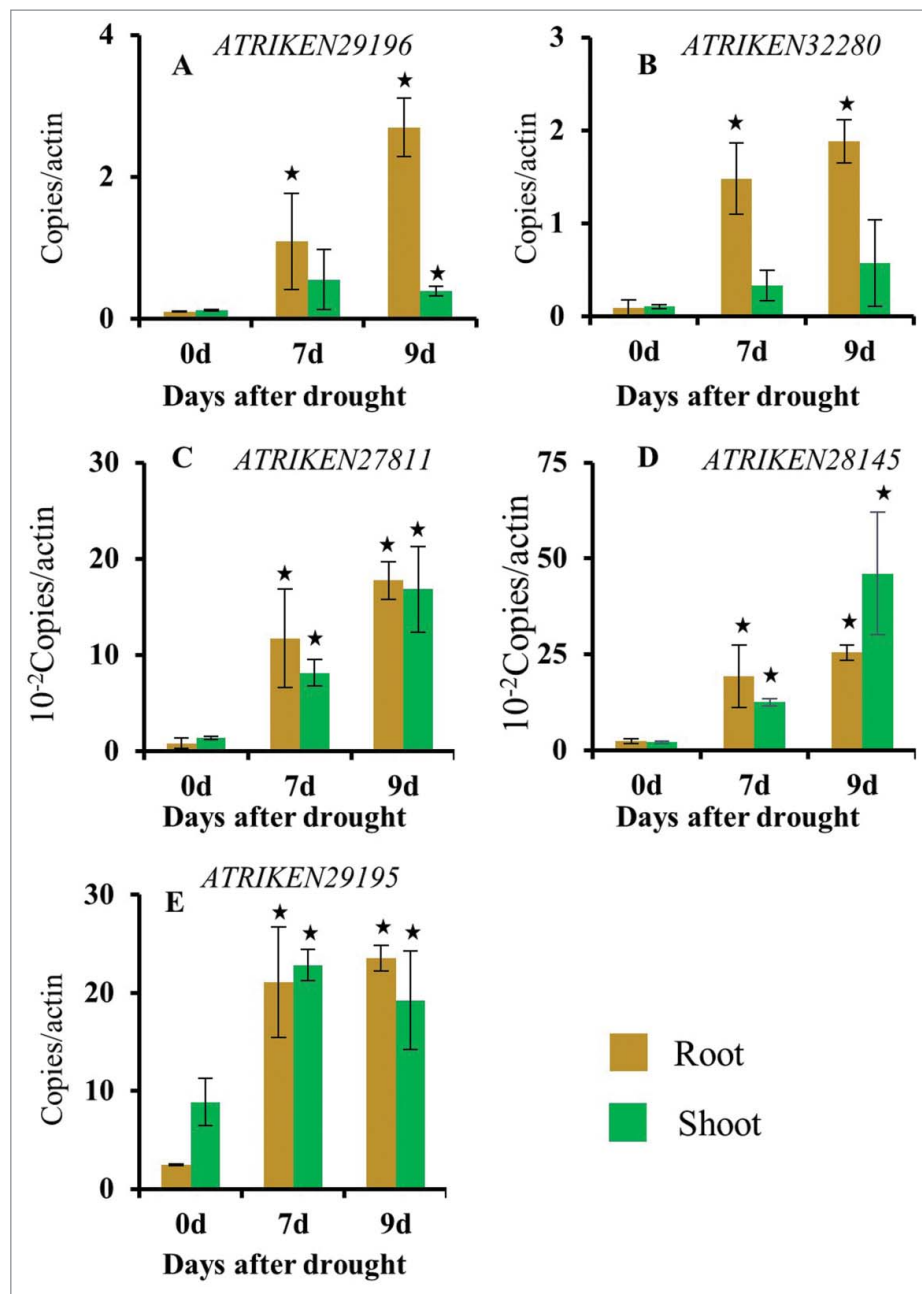 A
ATRIKEN29196
4
2
0
Copies/actin
★
★
★
0d 7d 9d
Days after drought
B
ATRIKEN32280
3
2
1
0
Copies/actin
★
★
0d 7d 9d
Days after drought
C
ATRIKEN27811
30
20
10
0
10⁻²Copies/actin
★
★
★
★
0d 7d 9d
Days after drought
D
ATRIKEN28145
75
50
25
0
10⁻²Copies/actin
★
★
★
★
0d 7d 9d
Days after drought
E
ATRIKEN29195
30
20
10
0
Copies/actin
★
★
★
★
0d 7d 9d
Days after drought
Root
Shoot